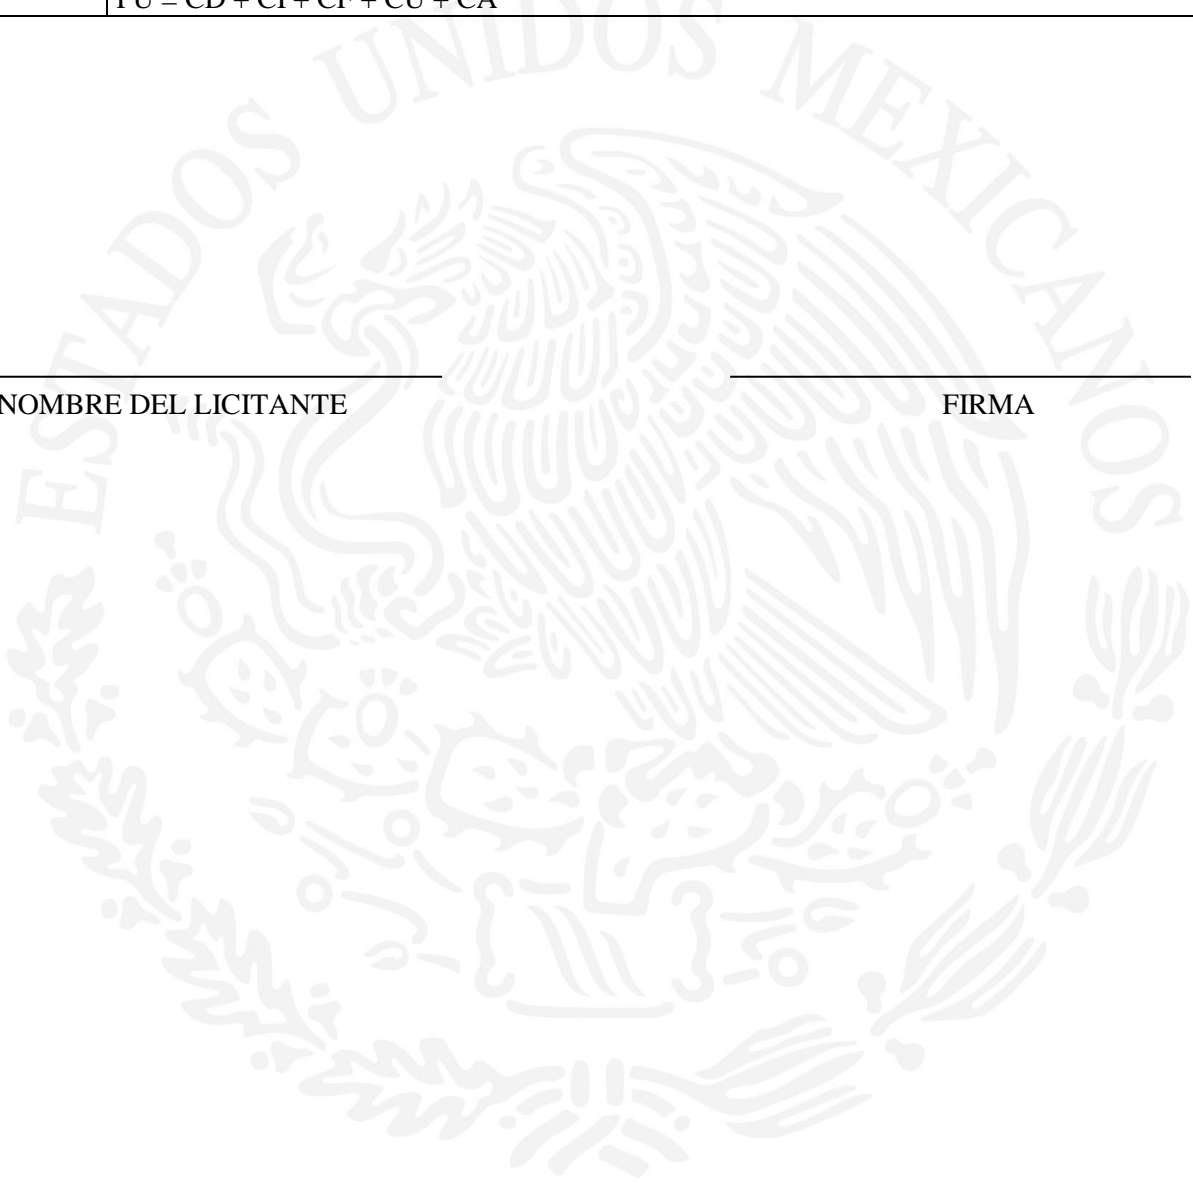 PU = CD + CI + CF + CU + CA
ESTADOS UNIDOS MEXICANOS
NOMBRE DEL LICITANTE FIRMA